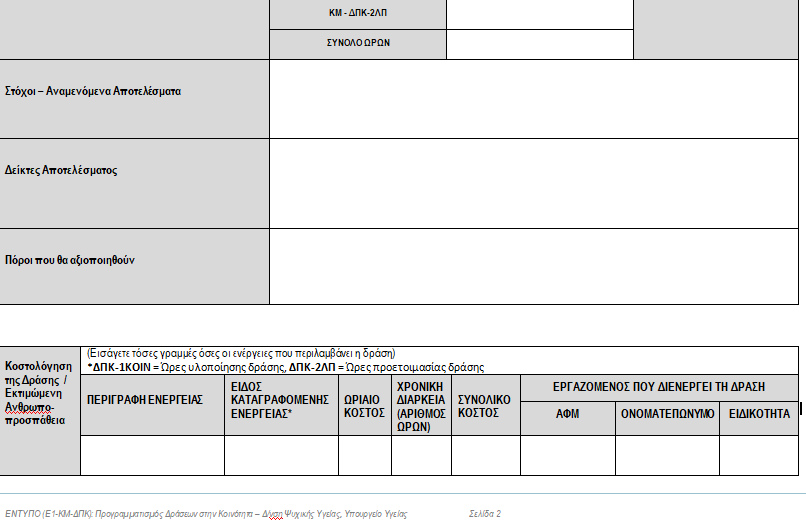 ΚΜ - ΔΠΚ-2ΛΠ
ΣΥΝΟΛΟ ΩΡΩΝ
Στόχοι – Αναμενόμενα Αποτελέσματα
Δείκτες Αποτελέσματος
Πόροι που θα αξιοποιηθούν
Κοστολόγηση
της Δράσης /
Εκτιμώμενη
Ανθρωπο-
προσπάθεια
(Εισάγετε τόσες γραμμές όσες οι ενέργειες που περιλαμβάνει η δράση)
*ΔΠΚ-1ΚΟΙΝ = Ώρες υλοποίησης δράσης, ΔΠΚ-2ΛΠ = Ώρες προετοιμασίας δράσης
ΠΕΡΙΓΡΑΦΗ ΕΝΕΡΓΕΙΑΣ
ΕΙΔΟΣ
ΚΑΤΑΓΡΑΦΟΜΕΝΗΣ
ΕΝΕΡΓΕΙΑΣ*
ΩΡΙΑΙΟ
ΚΟΣΤΟΣ
ΧΡΟΝΙΚΗ
ΔΙΑΡΚΕΙΑ
(ΑΡΙΘΜΟΣ
ΩΡΩΝ)
ΣΥΝΟΛΙΚΟ
ΚΟΣΤΟΣ
ΕΡΓΑΖΟΜΕΝΟΣ ΠΟΥ ΔΙΕΝΕΡΓΕΙ ΤΗ ΔΡΑΣΗ
ΑΦΜ
ΟΝΟΜΑΤΕΠΩΝΥΜΟ
ΕΙΔΙΚΟΤΗΤΑ
ΕΝΤΥΠΟ (Ε1-ΚΜ-ΔΠΚ): Προγραμματισμός Δράσεων στην Κοινότητα – Δ/νση Ψυχικής Υγείας, Υπουργείο Υγείας
Σελίδα 2